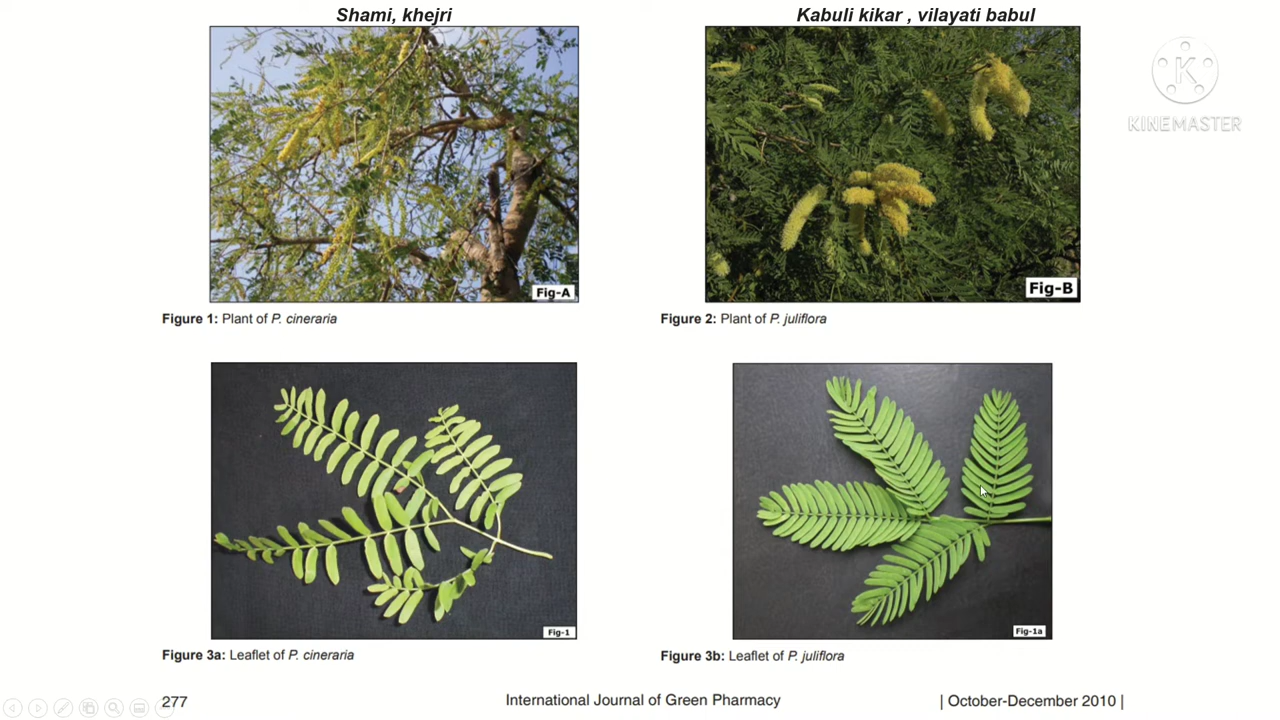 Shami, khejri
Kabuli kikar , vilayati babul
KINEMASTER
Fig-A
Fig-B
Figure 1: Plant of P. cineraria
Figure 2: Plant of P. juliflora
Fig-1
Fig-1a
Figure 3a: Leaflet of P. cineraria
Figure 3b: Leaflet of P. juliflora
277
International Journal of Green Pharmacy
| October-December 2010 |